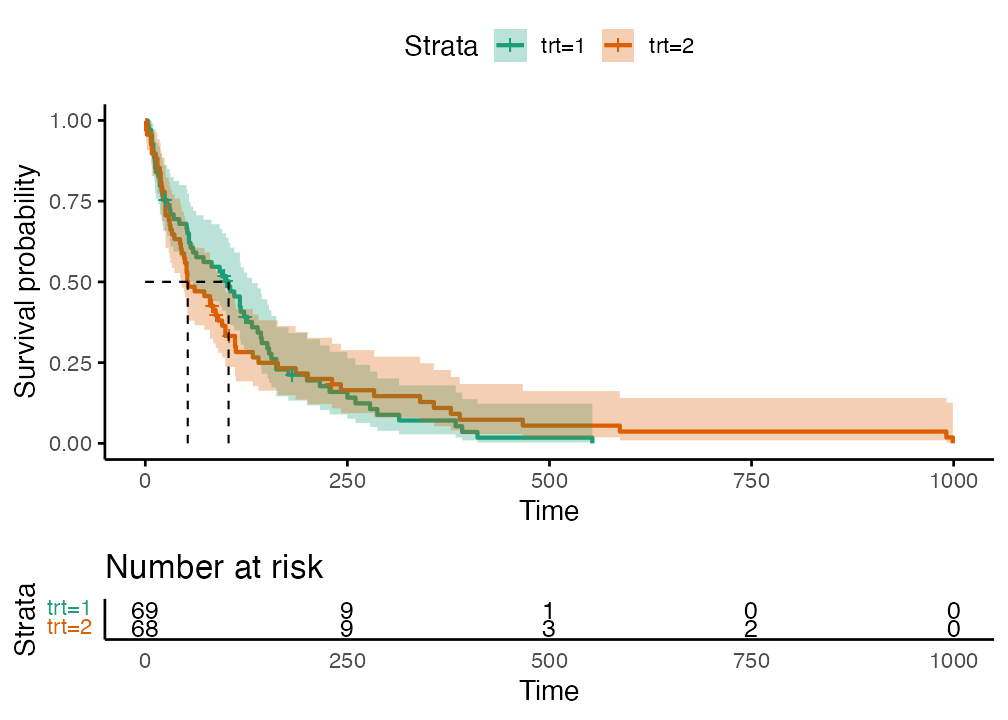 Strata trt=1 trt=2
Survival probability
1.00
0.75
0.50
0.25
0.00
0 250 500 750 1000
Time
Number at risk
Strata
trt=1 69 9 1 0 0
trt=2 68 9 3 2 0
0 250 500 750 1000
Time